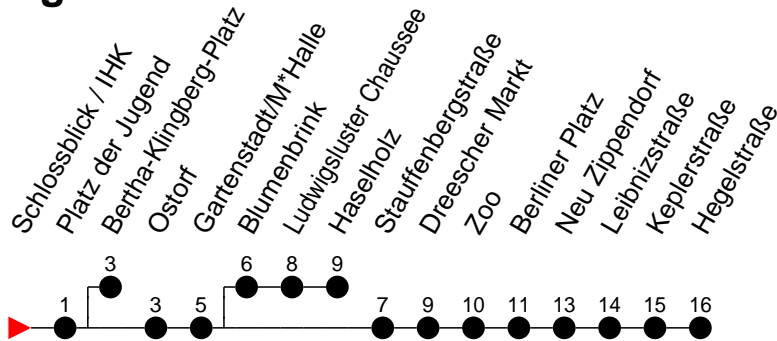 g
Schlossblick / IHK
Platz der Jugend
Bertha-Klingberg-Platz
Ostorf
Gartenstadt/M*Halle
Blumenbrink
Ludwigsluster Chaussee
Haselholz
Stauffenbergstraße
Dreescher Markt
Zoo
Berliner Platz
Neu Zippendorf
Leibnizstraße
Keplerstraße
Hegelstraße
3 6 8 9
1 3 5 7 9 10 11 13 14 15 16